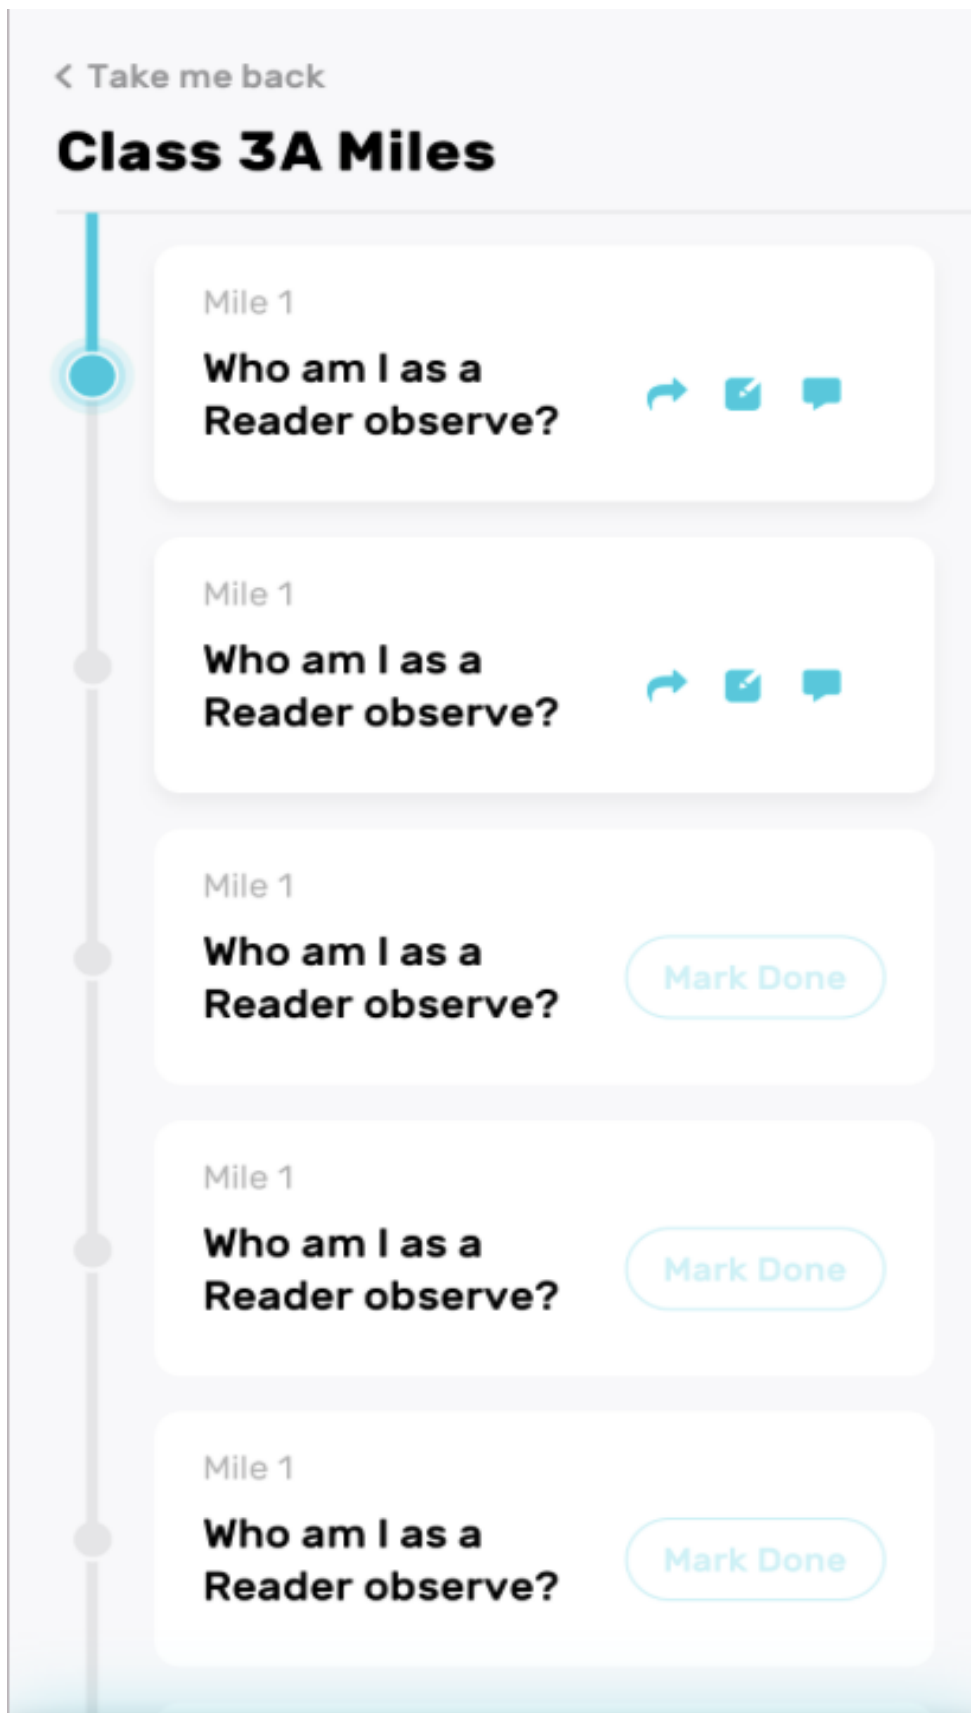 Take me back
Class 3A Miles
Mile 1
Who am I as a
Reader observe?
Mile 1
Who am I as a
Reader observe?
Mile 1
Who am I as a
Reader observe?
Mark Done
Mile 1
Who am I as a
Reader observe?
Mark Done
Mile 1
Who am I as a
Reader observe?
Mark Done